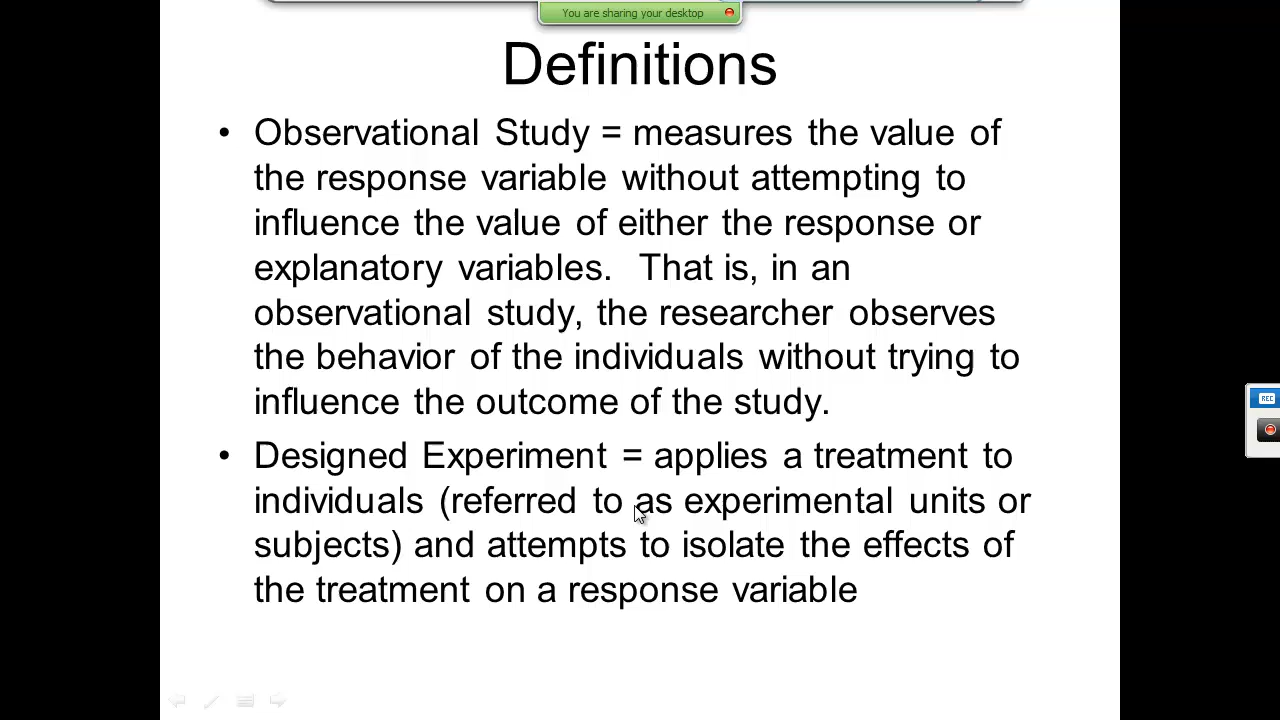 You are sharing your desktop
Definitions
• Observational Study = measures the value of
the response variable without attempting to
influence the value of either the response or
explanatory variables. That is, in an
observational study, the researcher observes
the behavior of the individuals without trying to
influence the outcome of the study.
• Designed Experiment = applies a treatment to
individuals (referred to as experimental units or
subjects) and attempts to isolate the effects of
the treatment on a response variable
REC